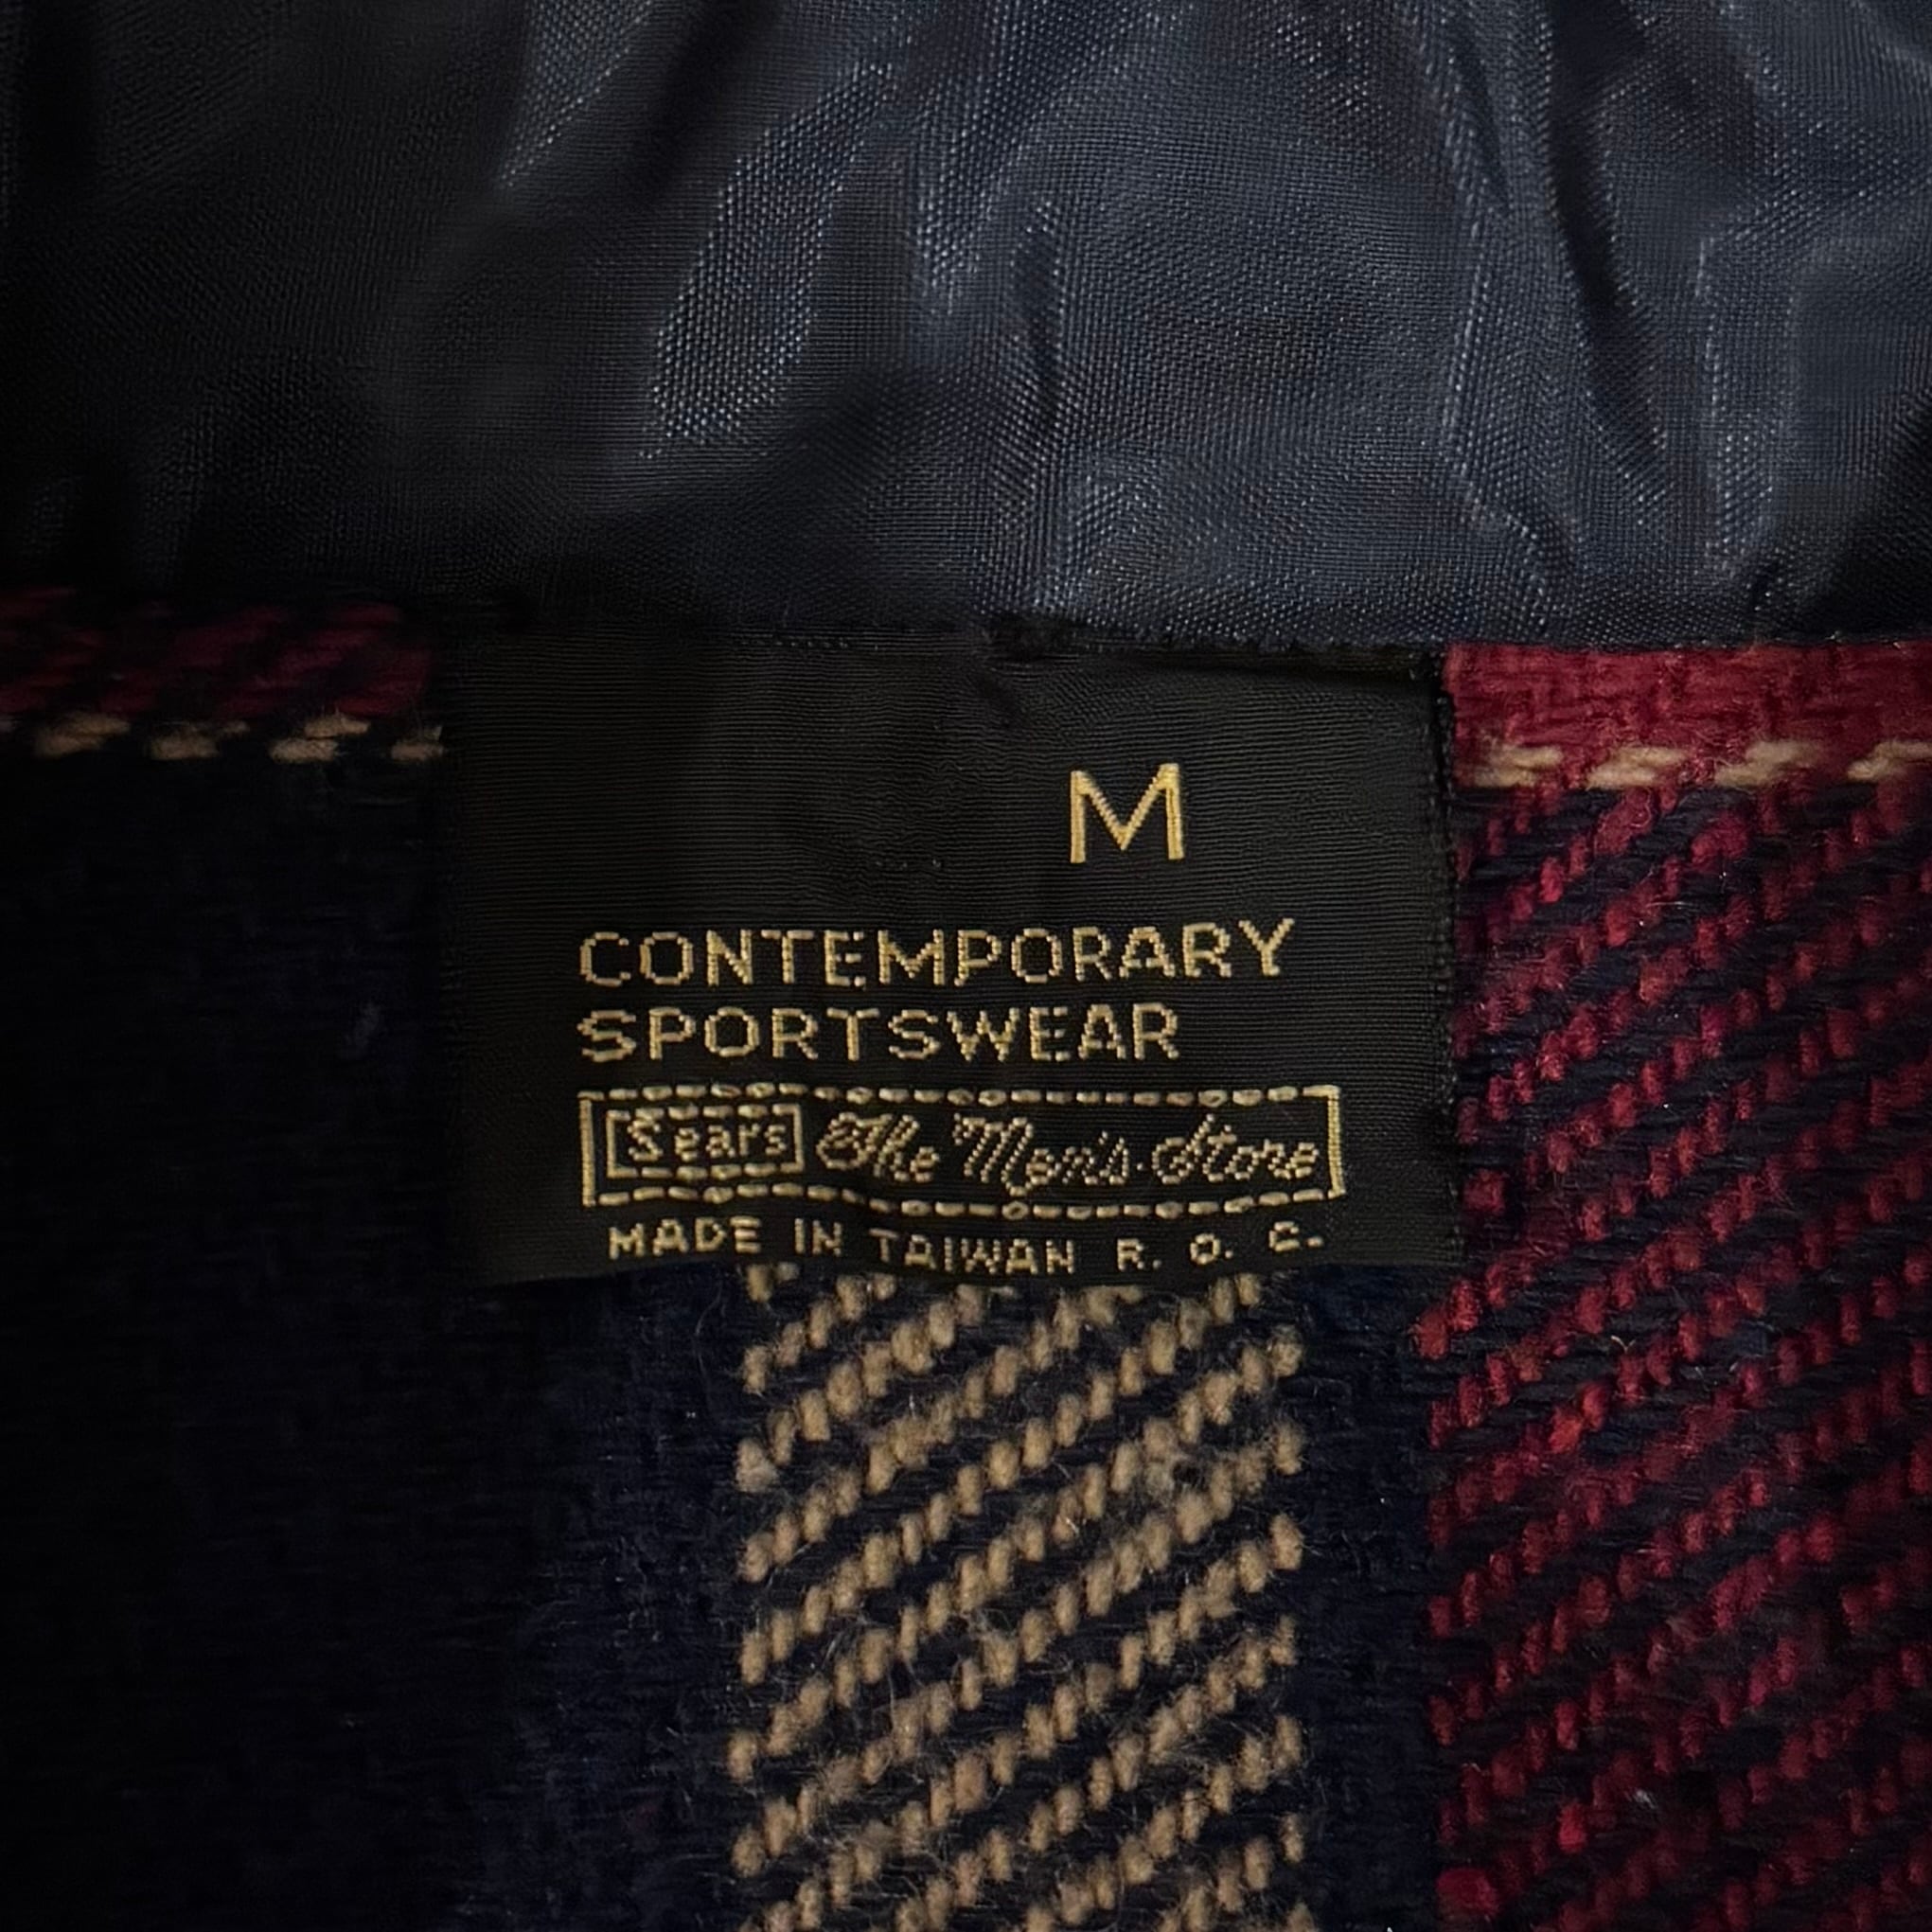 M
CONTEMPORARY
SPORTSWEAR
Sears The Men's Store
MADE IN TAIWAN R. O. C.